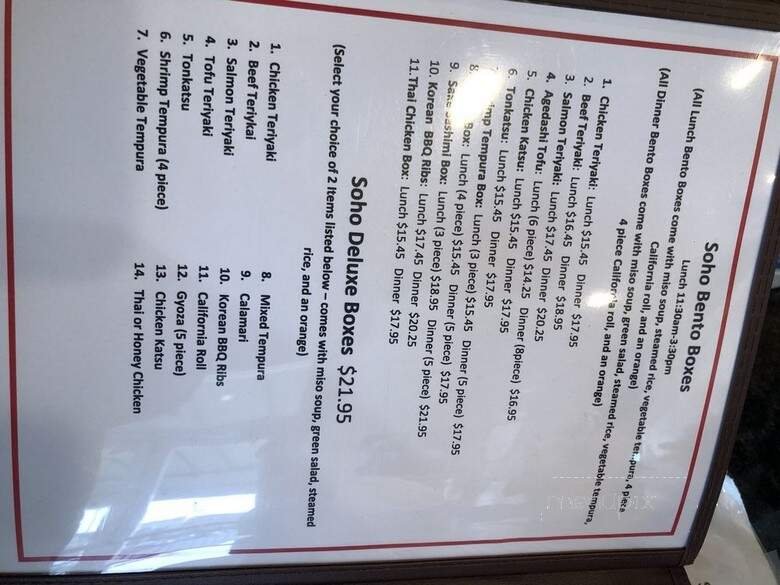 Soho Bento Boxes
Lunch 11:30am-3:30pm
(All Lunch Bento Boxes come with miso soup, steamed rice, vegetable tempura, 4 piece
California roll, and an orange)
(All Dinner Bento Boxes come with miso soup, green salad, steamed rice, vegetable tempura,
4 piece California roll, and an orange)
1. Chicken Teriyaki: Lunch $15.45 Dinner $17.95
2. Beef Teriyaki: Lunch $16.45 Dinner $18.95
3. Salmon Teriyaki: Lunch $17.45 Dinner $20.25
4. Agedashi Tofu: Lunch (6 piece) $14.25 Dinner (8piece) $16.95
5. Chicken Katsu: Lunch $15.45 Dinner $17.95
6. Tonkatsu: Lunch $15.45 Dinner $17.95
Tempura Box: Lunch (3 piece) $15.45 Dinner (5 piece) $17.95
8. Box: Lunch (4 piece) $15.45 Dinner (5 piece) $17.95
9. Sashimi Box: Lunch (3 piece) $18.95 Dinner (5 piece) $21.95
10. Korean BBQ Ribs: Lunch $17.45 Dinner $20.25
11.Thai Chicken Box: Lunch $15.45 Dinner $17.95
Soho Deluxe Boxes $21.95
(Select your choice of 2 Items listed below – comes with miso soup, green salad, steamed
rice, and an orange)
1. Chicken Teriyaki
2. Beef Teriykai
3. Salmon Teriyaki
4. Tofu Teriyaki
5. Tonkatsu
6. Shrimp Tempura (4 piece)
7. Vegetable Tempura
8. Mixed Tempura
9. Calamari
10. Korean BBQ Ribs
11. California Roll
12. Gyoza (5 piece)
13. Chicken Katsu
14. Thai or Honey Chicken